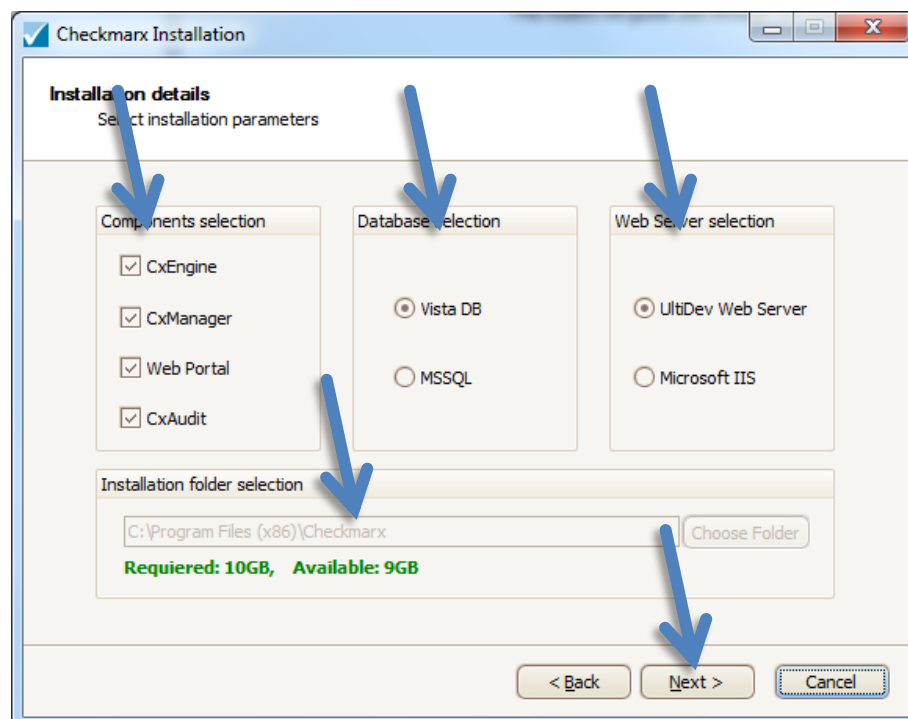 Checkmarx Installation
Installation details
Select installation parameters
Components selection
CxEngine
CxManager
Web Portal
CxAudit
Database selection
Vista DB
MSSQL
Web Server selection
UltiDev Web Server
Microsoft IIS
Installation folder selection
C:\Program Files (x86)\Checkmarx
Choose Folder
Requiered: 10GB, Available: 9GB
< Back
Next >
Cancel